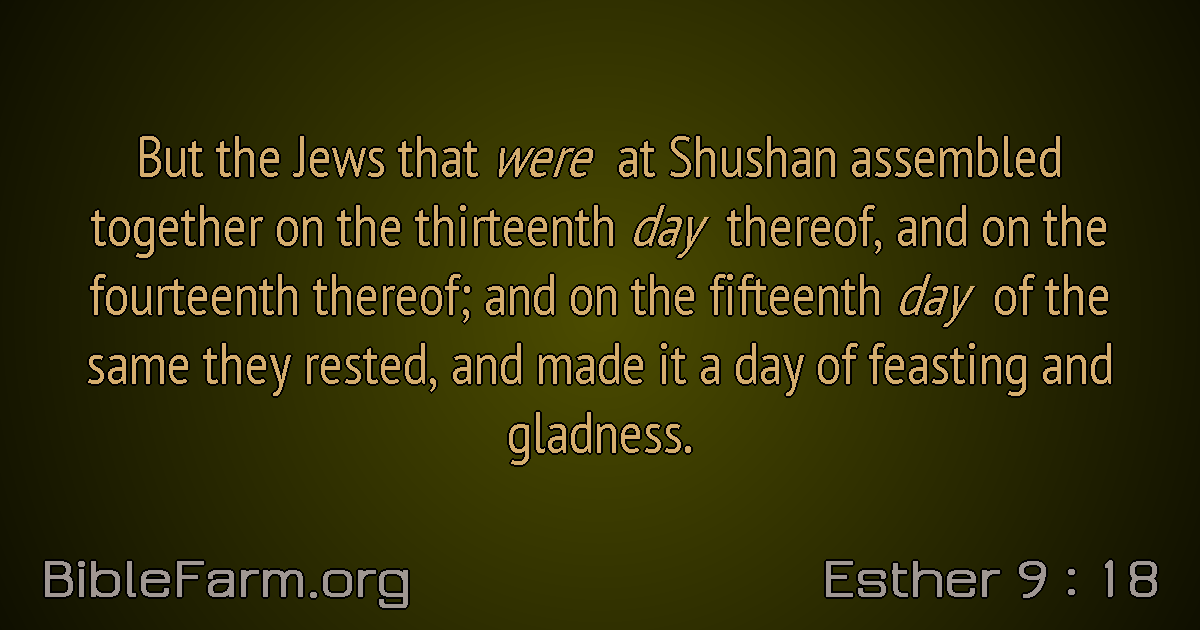 But the Jews that were at Shushan assembled
together on the thirteenth day thereof, and on the
fourteenth thereof; and on the fifteenth day of the
same they rested, and made it a day of feasting and
gladness.
BibleFarm.org
Esther 9 : 18